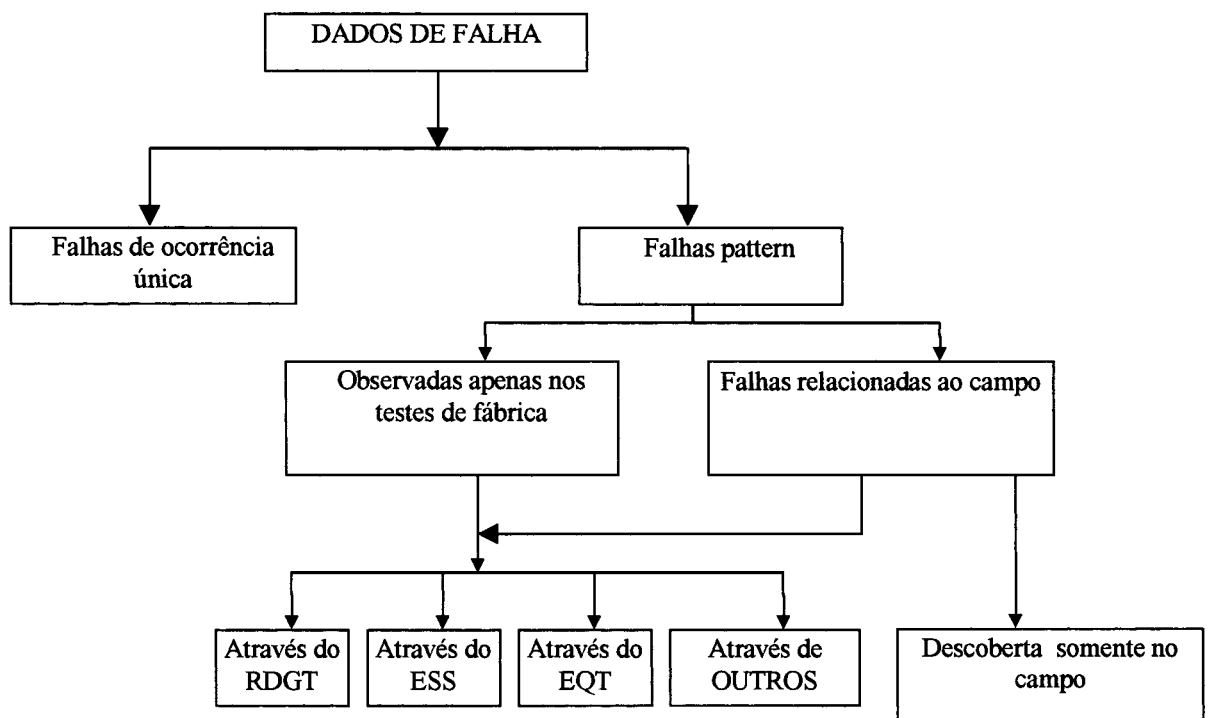 DADOS DE FALHA
Falhas de ocorrência
única
Falhas pattern
Observadas apenas nos
testes de fábrica
Falhas relacionadas ao campo
Através do
RDGT
Através do
ESS
Através do
EQT
Através de
OUTROS
Descoberta somente no
campo